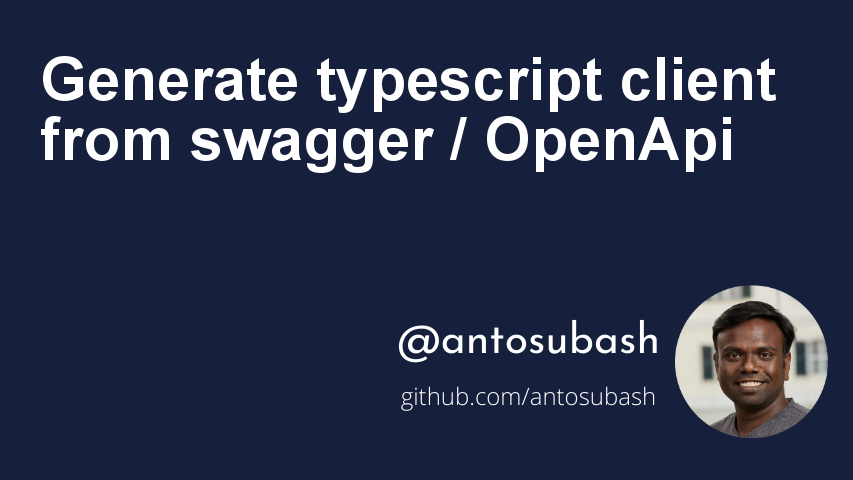 Generate typescript client
from swagger / OpenApi
@antosubash
github.com/antosubash